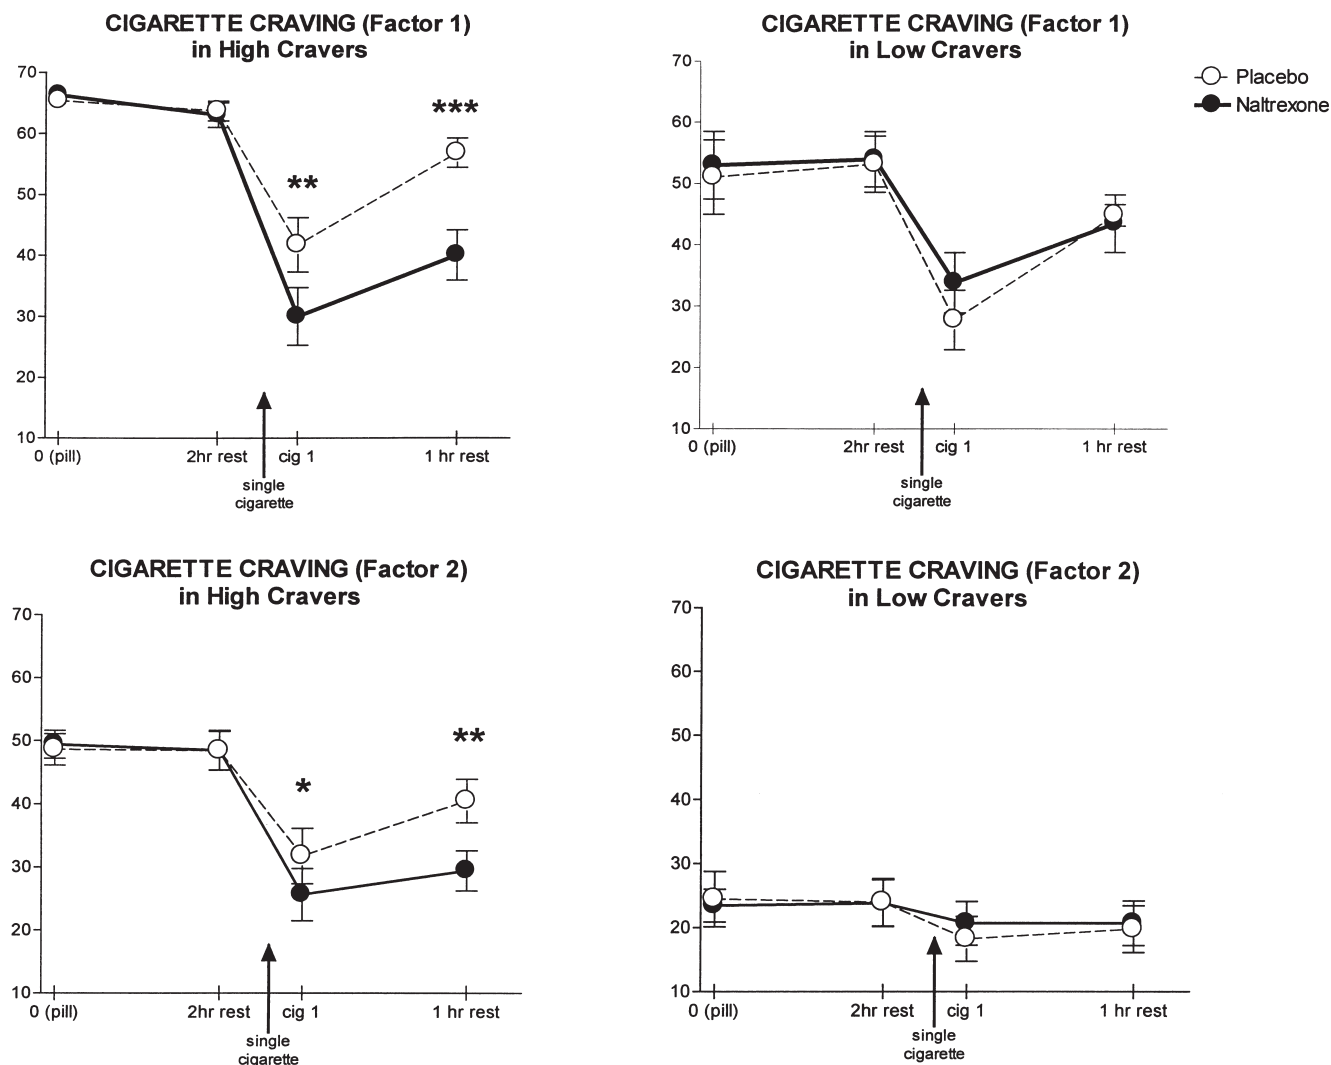 CIGARETTE CRAVING (Factor 1)
in High Cravers
70
60
50
40
30
20
10
**
***
0 (pill)
2hr rest
cig 1
1 hr rest
single
cigarette
CIGARETTE CRAVING (Factor 1)
in Low Cravers
70
60
50
40
30
20
10
0 (pill)
2hr rest
cig 1
1 hr rest
single
cigarette
Placebo
Naltrexone
CIGARETTE CRAVING (Factor 2)
in High Cravers
70
60
50
40
30
20
10
*
**
0 (pill)
2hr rest
cig 1
1 hr rest
single
cigarette
CIGARETTE CRAVING (Factor 2)
in Low Cravers
70
60
50
40
30
20
10
0 (pill)
2hr rest
cig 1
1 hr rest
single
cigarette